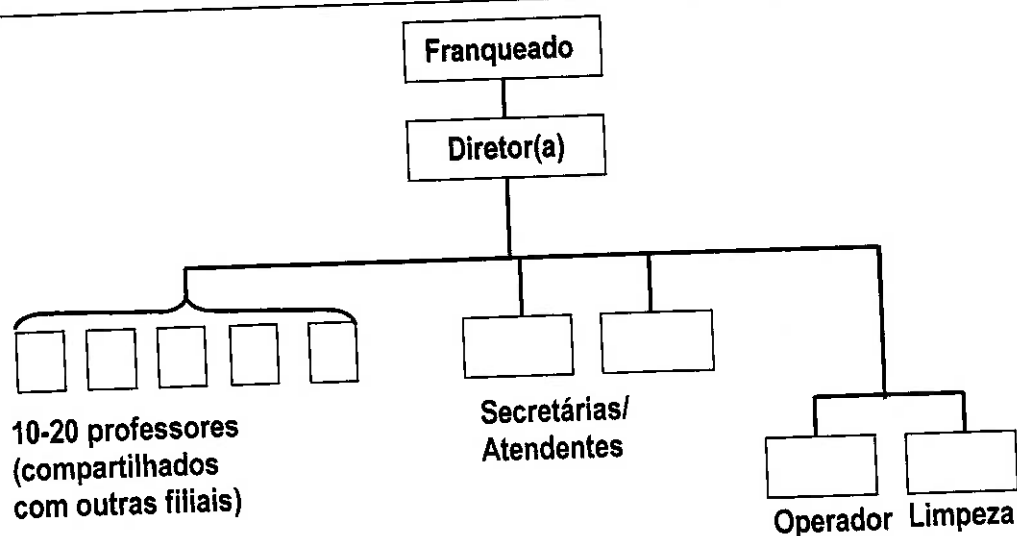 Franqueado
Diretor(a)
10-20 professores
(compartilhados
com outras filiais)
Secretárias/
Atendentes
Operador
Limpeza